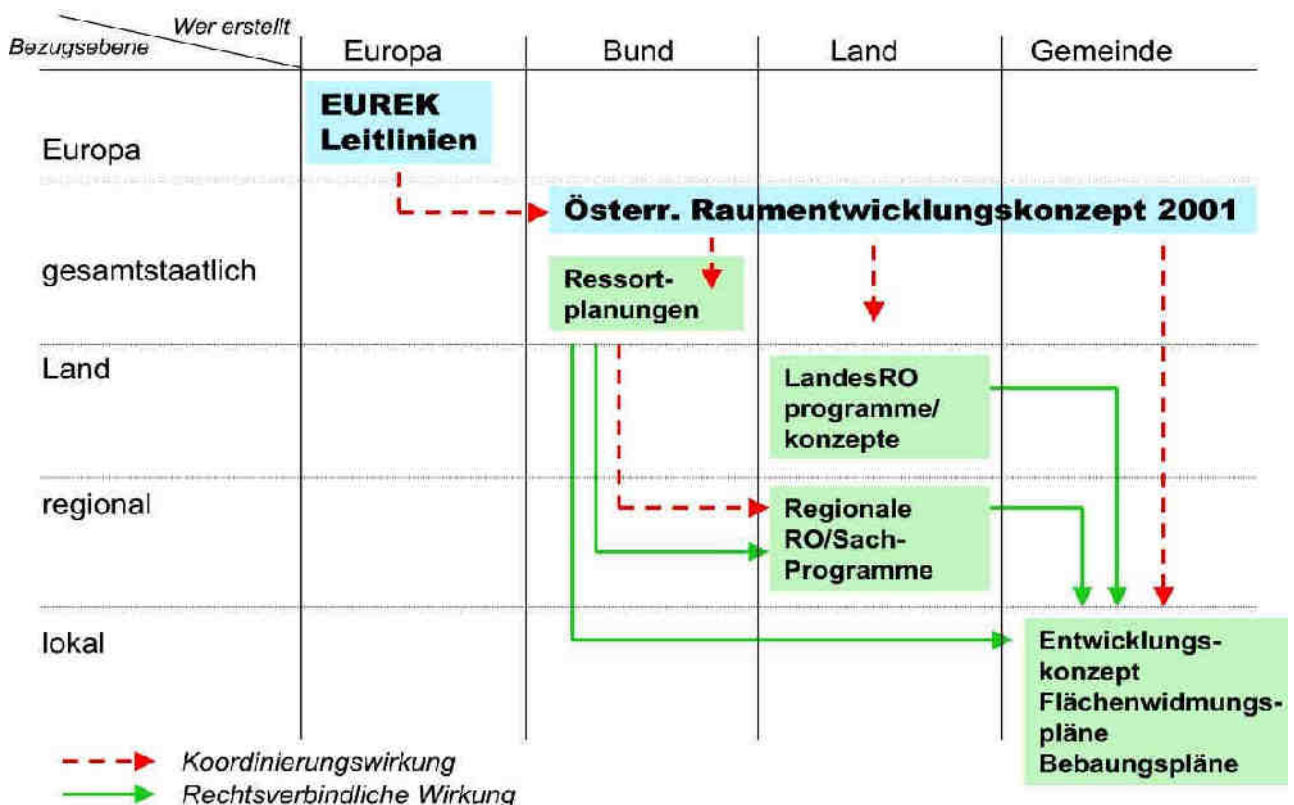 Wer erstellt
Bezugsebene
Europa
Bund
Land
Gemeinde
Europa
EUREK
Leitlinien
gesamtstaatlich
Österr. Raumentwicklungskonzept 2001
Ressort-
planungen
Land
LandesRO
programme/
konzepte
regional
Regionale
RO/Sach-
Programme
lokal
Entwicklungs-
konzept
Flächenwidmungs-
pläne
Bebaungspläne
Koordinierungswirkung
Rechtsverbindliche Wirkung